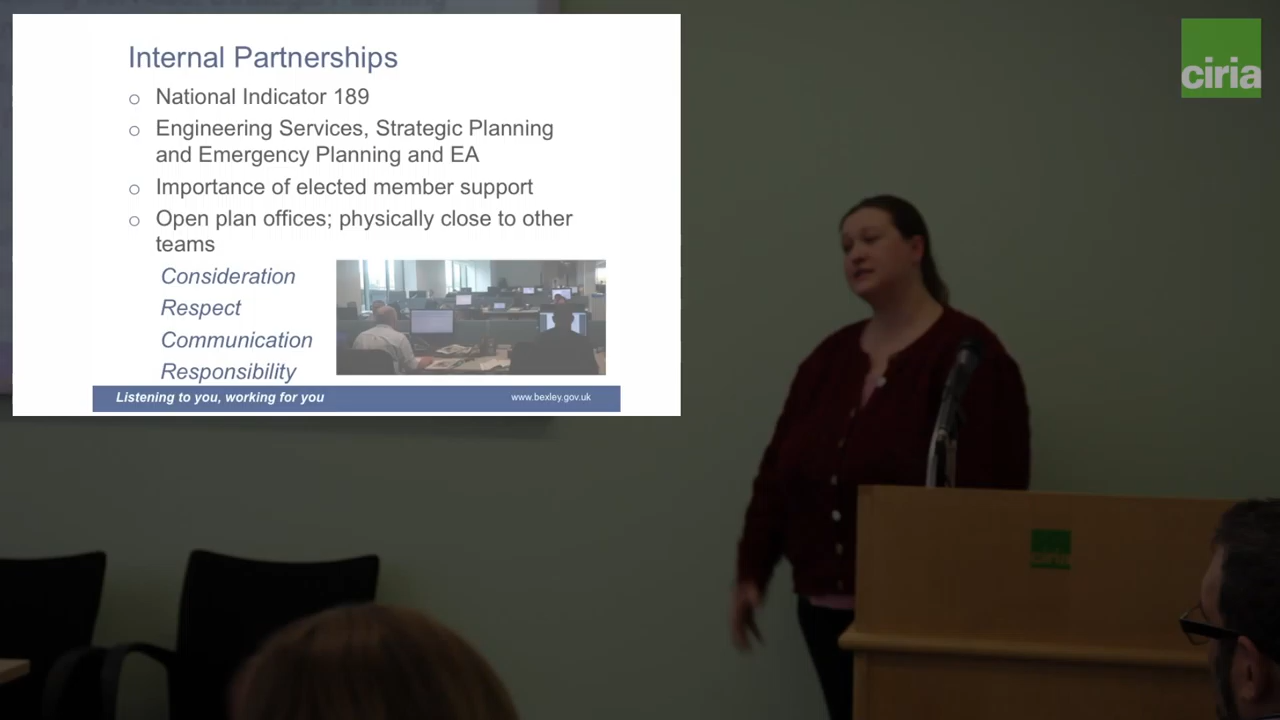 Internal Partnerships
National Indicator 189
Engineering Services, Strategic Planning
and Emergency Planning and EA
Importance of elected member support
Open plan offices; physically close to other
teams
Consideration
Respect
Communication
Responsibility
Listening to you, working for you
www.bexley.gov.uk
ciria